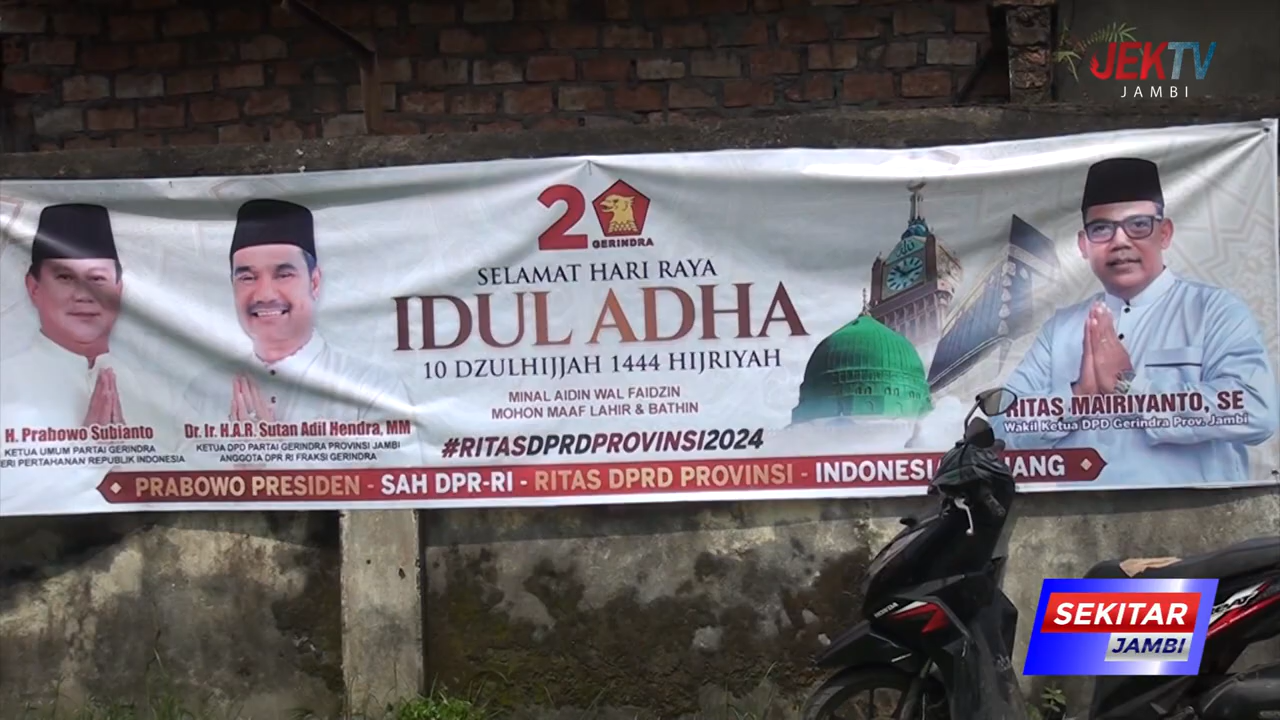 JEKTV
JAMBI
20
GERINDRA
SELAMAT HARI RAYA
IDUL ADHA
10 DZULHIJJAH 1444 HIJRIYAH
MINAL AIDIN WAL FAIDZIN
MOHON MAAF LAHIR & BATHIN
#RITASDPRDPROVINSI2024
H. Prabowo Subianto
KETUA UMUM PARTAI GERINDRA
ERI PERTAHANAN REPUBLIK INDONESIA
Dr. Ir. H.A.R. Sutan Adil Hendra, MM
KETUA DPD PARTAI GERINDRA PROVINSI JAMBI
ANGGOTA DPR RI FRAKSI GERINDRA
RITAS MAIRIYANTO, SE
Wakil Ketua DPD Gerindra Prov. Jambi
PRABOWO PRESIDEN - SAH DPR-RI - RITAS DPRD PROVINSI - INDONESIA ANG
HONDA
SEKITAR
JAMBI